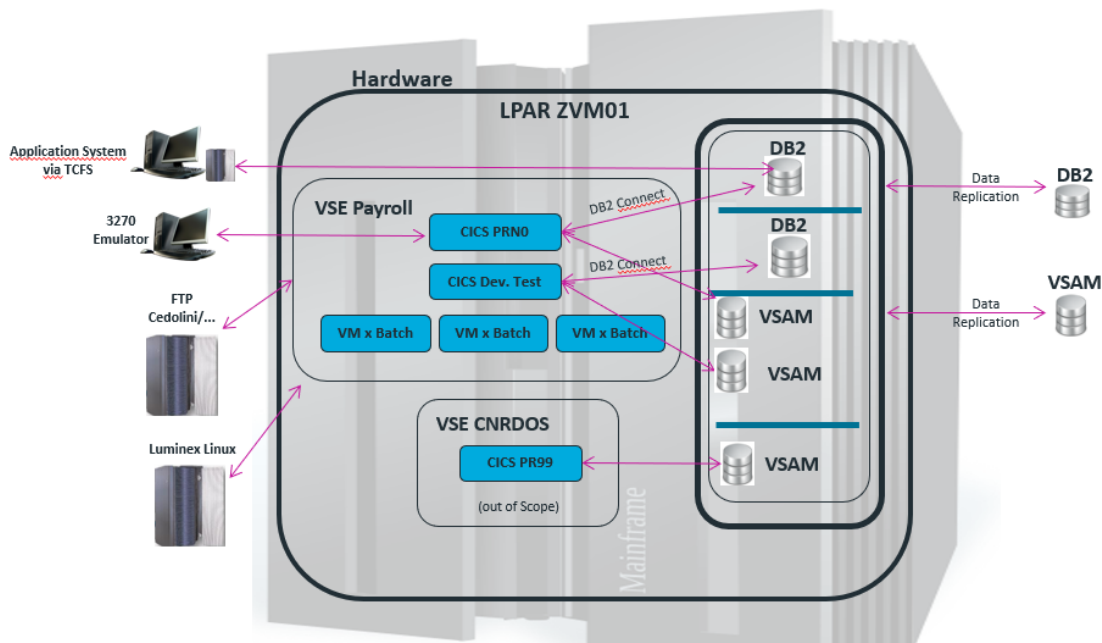 Hardware
LPAR ZVM01
Application System
via TCFS
3270
Emulator
FTP
Cedolini/...
Luminex Linux
VSE Payroll
CICS PRN0
CICS Dev. Test
VM x Batch
VM x Batch
VM x Batch
DB2 Connect
DB2 Connect
VSE CNRDOS
CICS PR99
(out of Scope)
DB2
DB2
VSAM
VSAM
VSAM
Data
Replication
DB2
Data
Replication
VSAM
Mainframe